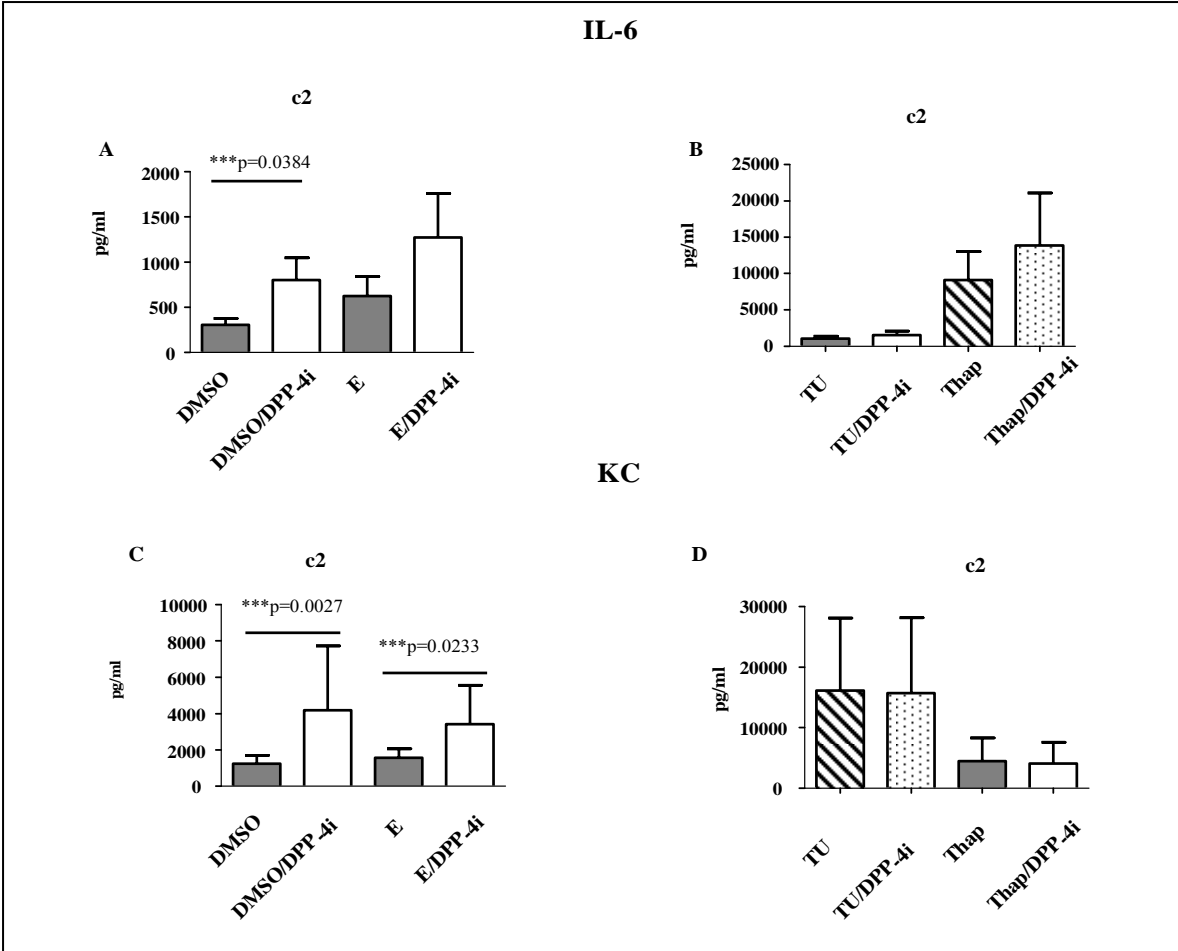 IL-6
c2
A
***p=0.0384
2000
1500
1000
500
0
pg/ml
DMSO
DMSO/DPP-4i
E
E/DPP-4i
c2
B
25000
20000
15000
10000
5000
0
pg/ml
TU
TU/DPP-4i
Thap
Thap/DPP-4i
KC
C
c2
***p=0.0027
***p=0.0233
10000
8000
6000
4000
2000
0
pg/ml
DMSO
DMSO/DPP-4i
E
E/DPP-4i
D
c2
30000
20000
10000
0
pg/ml
TU
TU/DPP-4i
Thap
Thap/DPP-4i